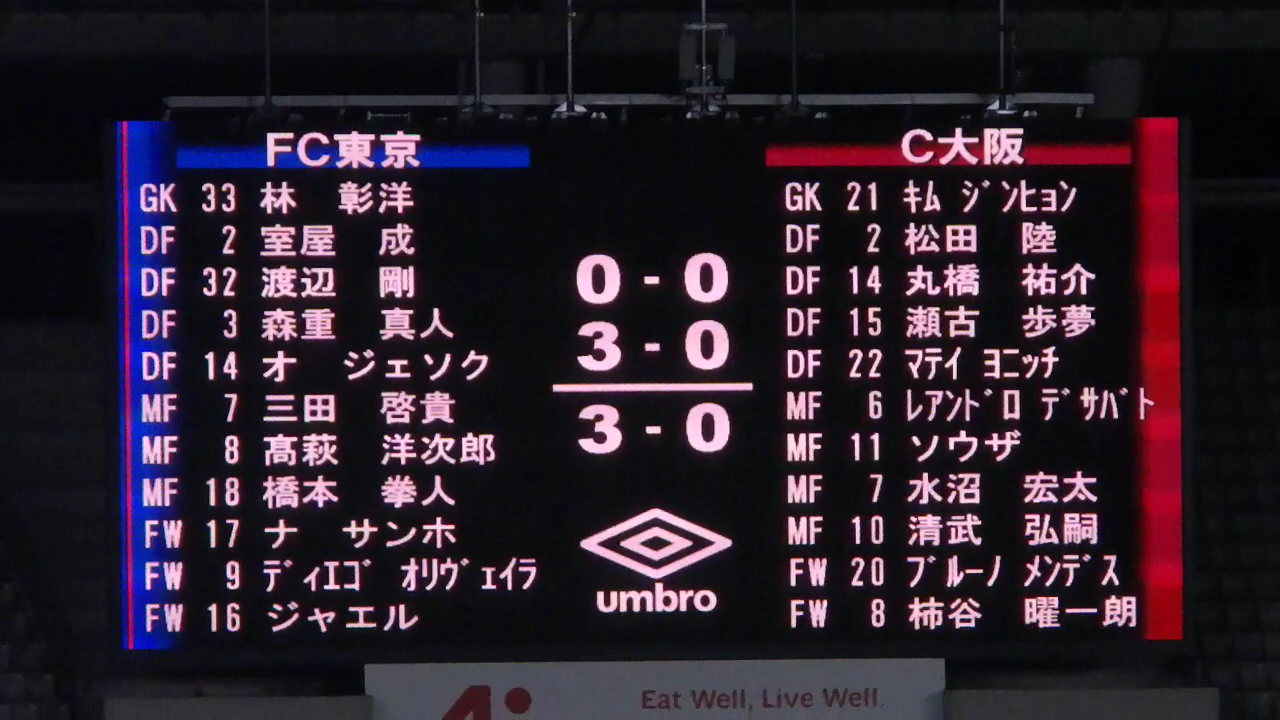 FC東京
GK 33 林 彰洋
DF 2 室屋 成
DF 32 渡辺 剛
DF 3 森重 真人
DF 14 オ ジェソク
MF 7 三田 啓貴
MF 8 髙萩 洋次郎
MF 18 橋本 拳人
FW 17 ナ サンホ
FW 9 ディエゴ オリヴェイラ
FW 16 ジャエル
0 - 0
3 - 0
3 - 0
umbro
C大阪
GK 21 キム ジンヒョン
DF 2 松田 陸
DF 14 丸橋 祐介
DF 15 瀬古 歩夢
DF 22 マテイ ヨニッチ
MF 6 レアンドロ デサバト
MF 11 ソウザ
MF 7 水沼 宏太
MF 10 清武 弘嗣
FW 20 ブルーノ メンデス
FW 8 柿谷 曜一朗
Eat Well, Live Well.